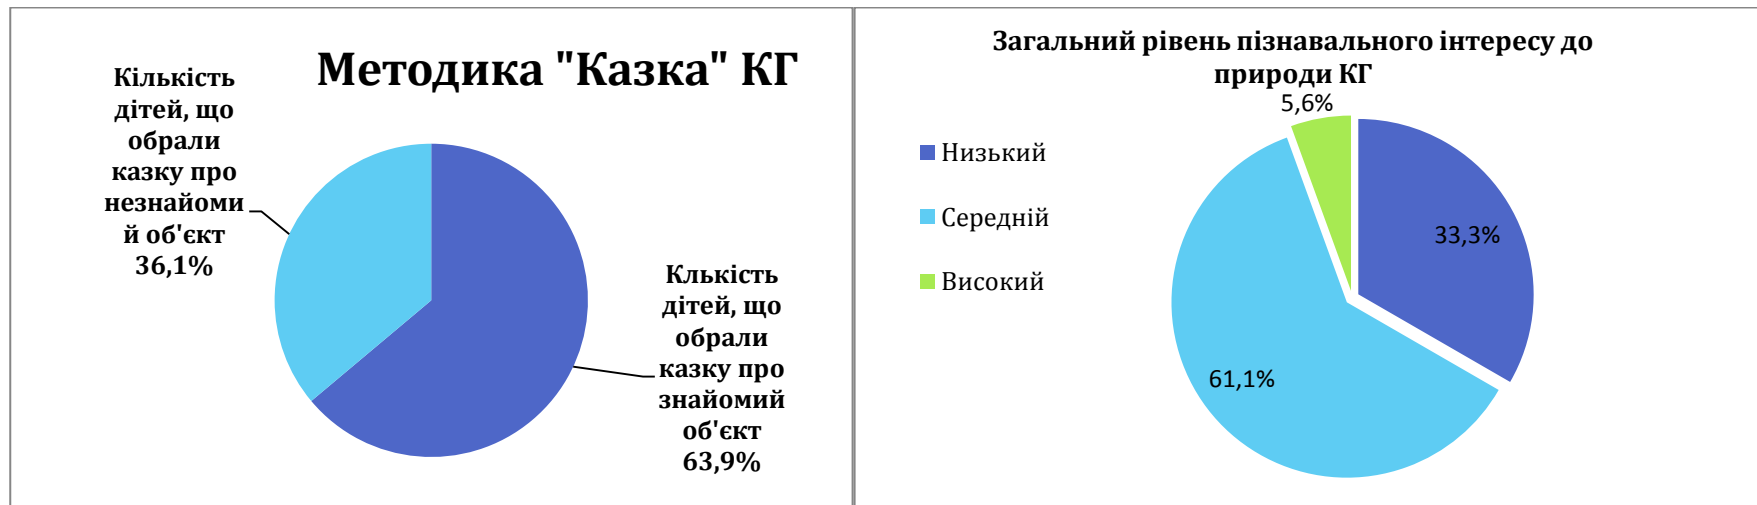 Методика "Казка" КГ
Кількість
дітей, що
обрали
казку про
незнайоми
й об'єкт
36,1%
Клькість
дітей, що
обрали
казку про
знайомий
об'єкт
63,9%
Загальний рівень пізнавального інтересу до
природи КГ
5,6%
Низький
Середній
Високий
33,3%
61,1%